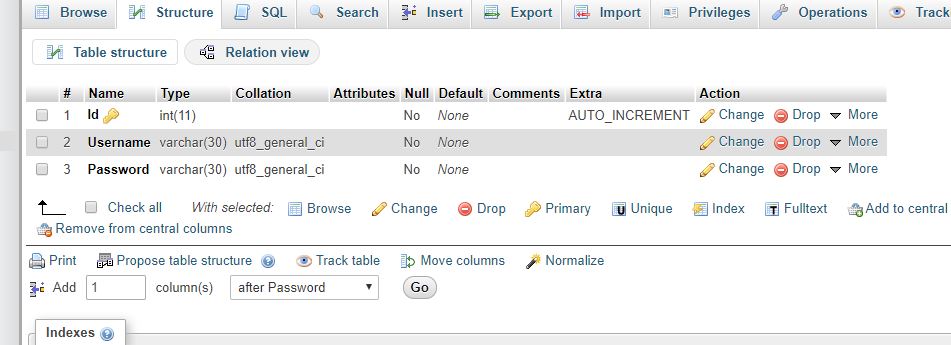 Browse Structure SQL Search Insert Export Import Privileges Operations Track
Table structure Relation view
# Name Type Collation Attributes Null Default Comments Extra Action
1 Id int(11) No None AUTO_INCREMENT Change Drop More
2 Username varchar(30) utf8_general_ci No None Change Drop More
3 Password varchar(30) utf8_general_ci No None Change Drop More
Check all With selected: Browse Change Drop Primary Unique Index Fulltext Add to central
Remove from central columns
Print Propose table structure Track table Move columns Normalize
Add 1 column(s) after Password Go
Indexes